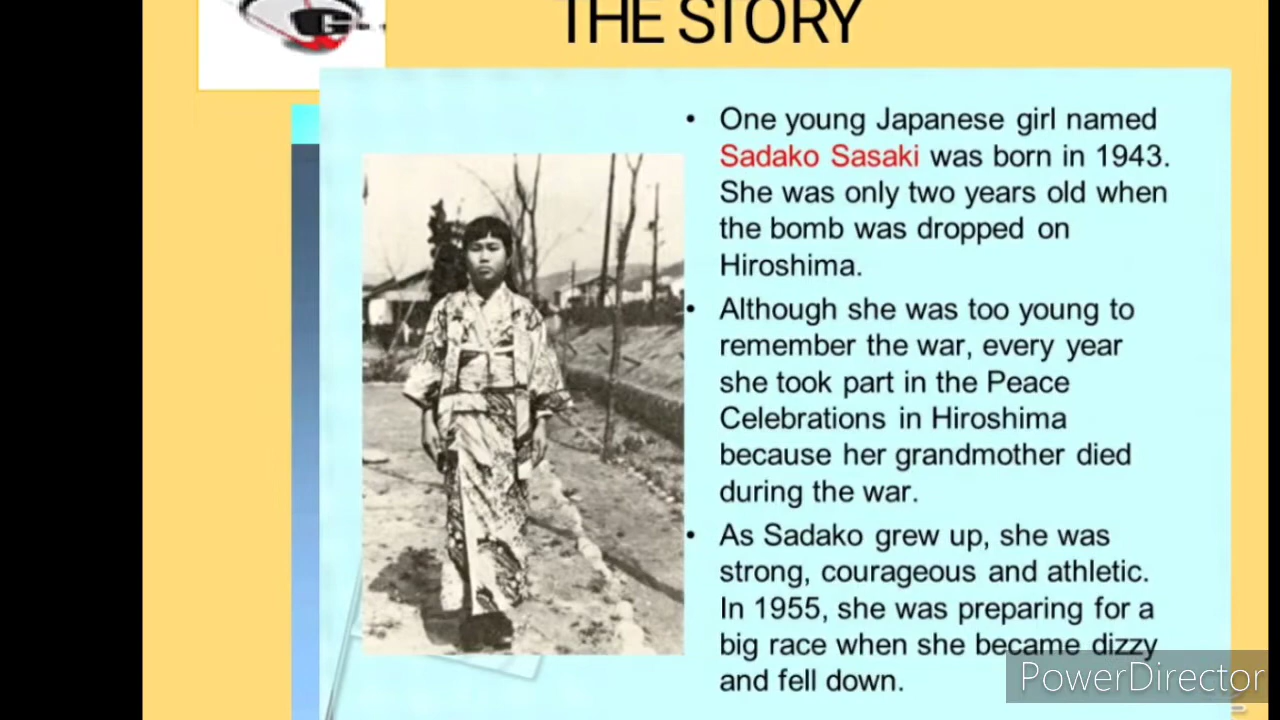 THE STORY
• One young Japanese girl named
Sadako Sasaki was born in 1943.
She was only two years old when
the bomb was dropped on
Hiroshima.
• Although she was too young to
remember the war, every year
she took part in the Peace
Celebrations in Hiroshima
because her grandmother died
during the war.
• As Sadako grew up, she was
strong, courageous and athletic.
In 1955, she was preparing for a
big race when she became dizzy
and fell down.
PowerDirector